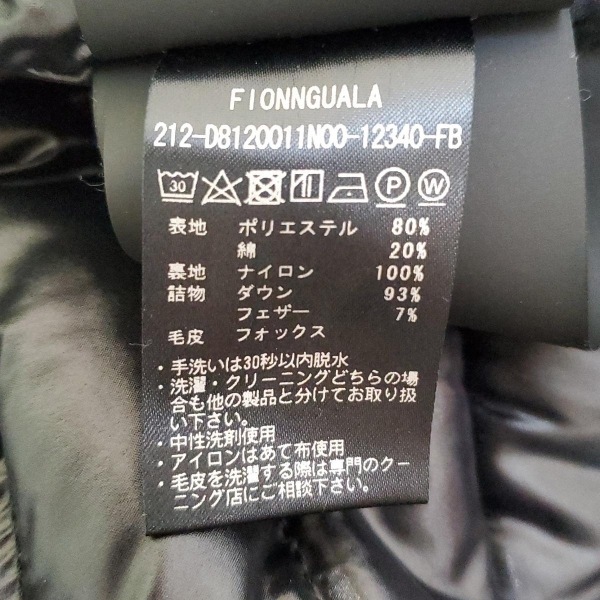 FIONNGUALA
212-D8120011N00-12340-FB
30 P W
表地 ポリエステル 80%
綿 20%
裏地 ナイロン 100%
詰物 ダウン 93%
フェザー 7%
毛皮 フォックス
・手洗いは30秒以内脱水
・洗濯・クリーニングどちらの場
合も他の製品と分けてお取り扱
い下さい。
・中性洗剤使用
・アイロンはあて布使用
・毛皮を洗濯する際は専門のクー
ニング店にご相談下さい。